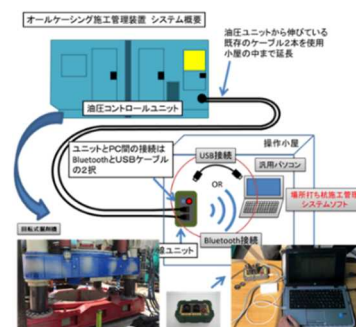 オールケーシング施工管理装置 システム概要
油圧ユニットから伸びている
既存のケーブル2本を使用
小屋の中まで延長
油圧コントロールユニット
ユニットとPC間の接続は
BluetoothとUSBケーブル
の2択
操作小屋
USB接続
汎用パソコン
OR
場所打ち杭施工管理
システムソフト
ユニット
Bluetooth接続